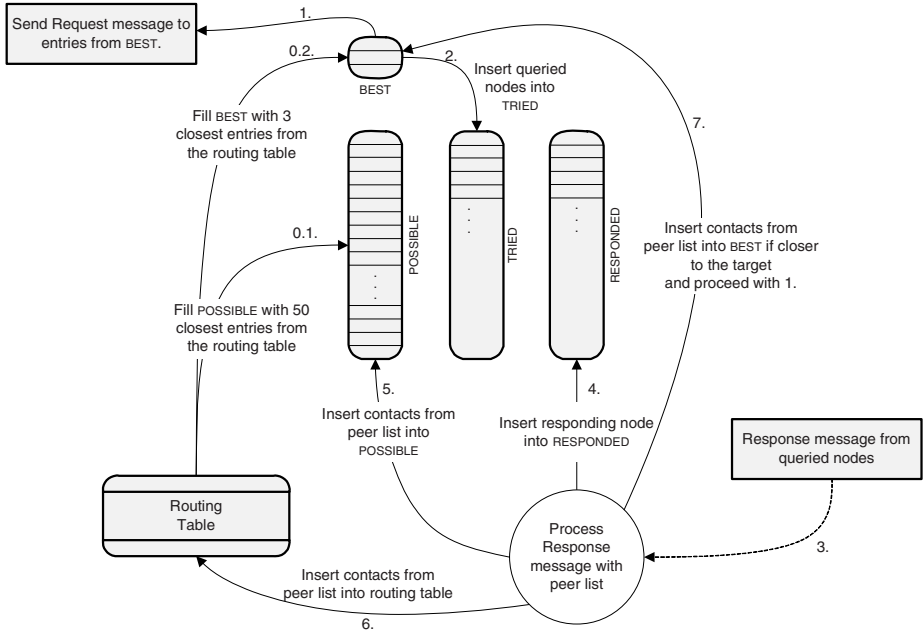 Send Request message to
entries from BEST.
1.
0.2.
BEST
2.
Insert queried
nodes into
TRIED
7.
Fill BEST with 3
closest entries from
the routing table
0.1.
POSSIBLE
TRIED
RESPONDED
.
.
.
.
.
.
.
.
.
Insert contacts from
peer list into BEST if closer
to the target
and proceed with 1.
Fill POSSIBLE with 50
closest entries from
the routing table
5.
Insert contacts from
peer list into
POSSIBLE
4.
Insert responding node
into RESPONDED
Response message from
queried nodes
Routing
Table
Process
Response
message with
peer list
3.
Insert contacts from
peer list into routing table
6.